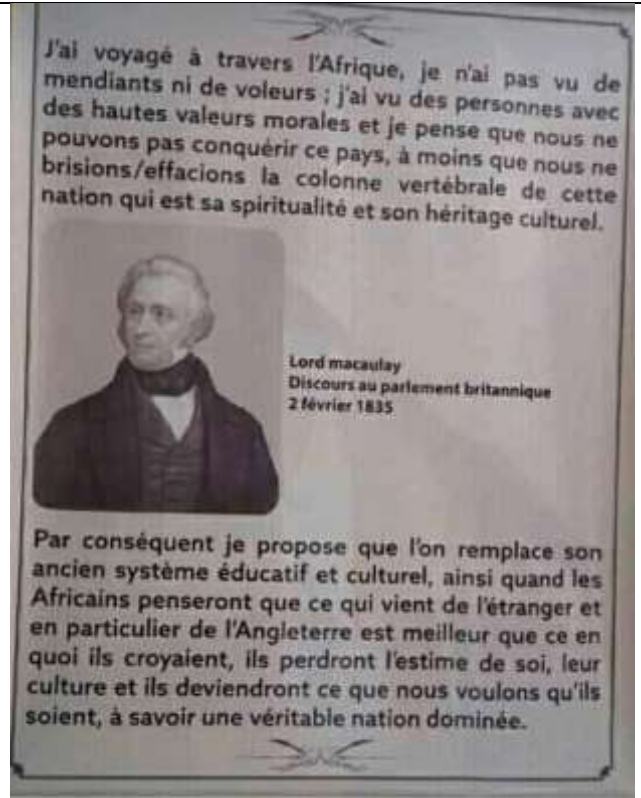 J'ai voyagé à travers l'Afrique, je n'ai pas vu de
mendiants ni de voleurs ; j'ai vu des personnes avec
des hautes valeurs morales et je pense que nous ne
pouvons pas conquérir ce pays, à moins que nous ne
brisions/effacions la colonne vertébrale de cette
nation qui est sa spiritualité et son héritage culturel.
Lord macaulay
Discours au parlement britannique
2 février 1835
Par conséquent je propose que l'on remplace son
ancien système éducatif et culturel, ainsi quand les
Africains penseront que ce qui vient de l'étranger et
en particulier de l'Angleterre est meilleur que ce en
quoi ils croyaient, ils perdront l'estime de soi, leur
culture et ils deviendront ce que nous voulons qu'ils
soient, à savoir une véritable nation dominée.